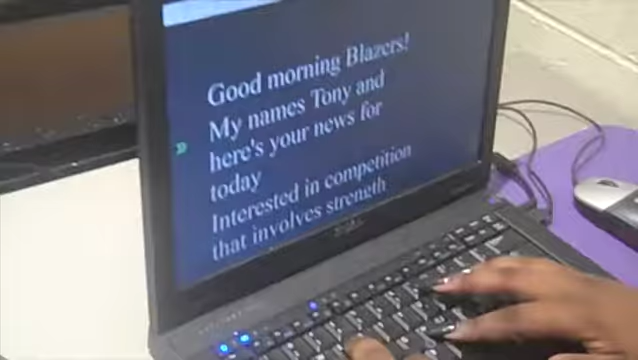 Good morning Blazers!
My names Tony and
here's your news for
today
Interested in competition
that involves strength